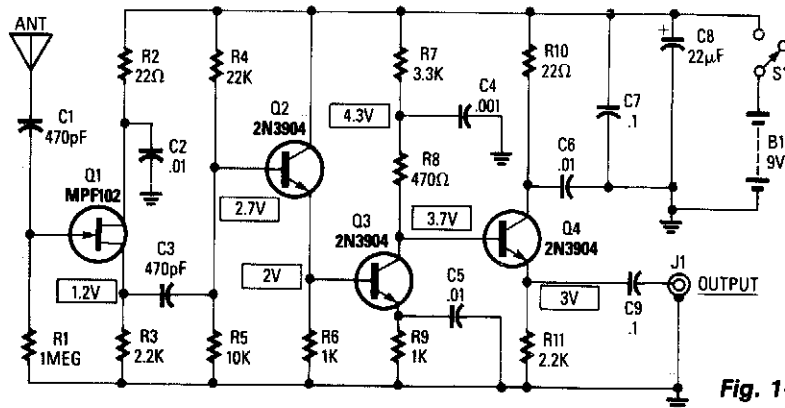 ANT
C1
470pF
Q1
MPF102
R1
1MEG
R2
22Ω
C2
.01
1.2V
R3
2.2K
C3
470pF
R4
22K
Q2
2N3904
2.7V
R5
10K
2V
R6
1K
R7
3.3K
4.3V
C4
.001
R8
470Ω
Q3
2N3904
3.7V
C5
.01
R9
1K
R10
22Ω
C6
.01
Q4
2N3904
3V
R11
2.2K
C7
.1
+
C8
22µF
S1
B1
9V
C9
.1
J1
OUTPUT